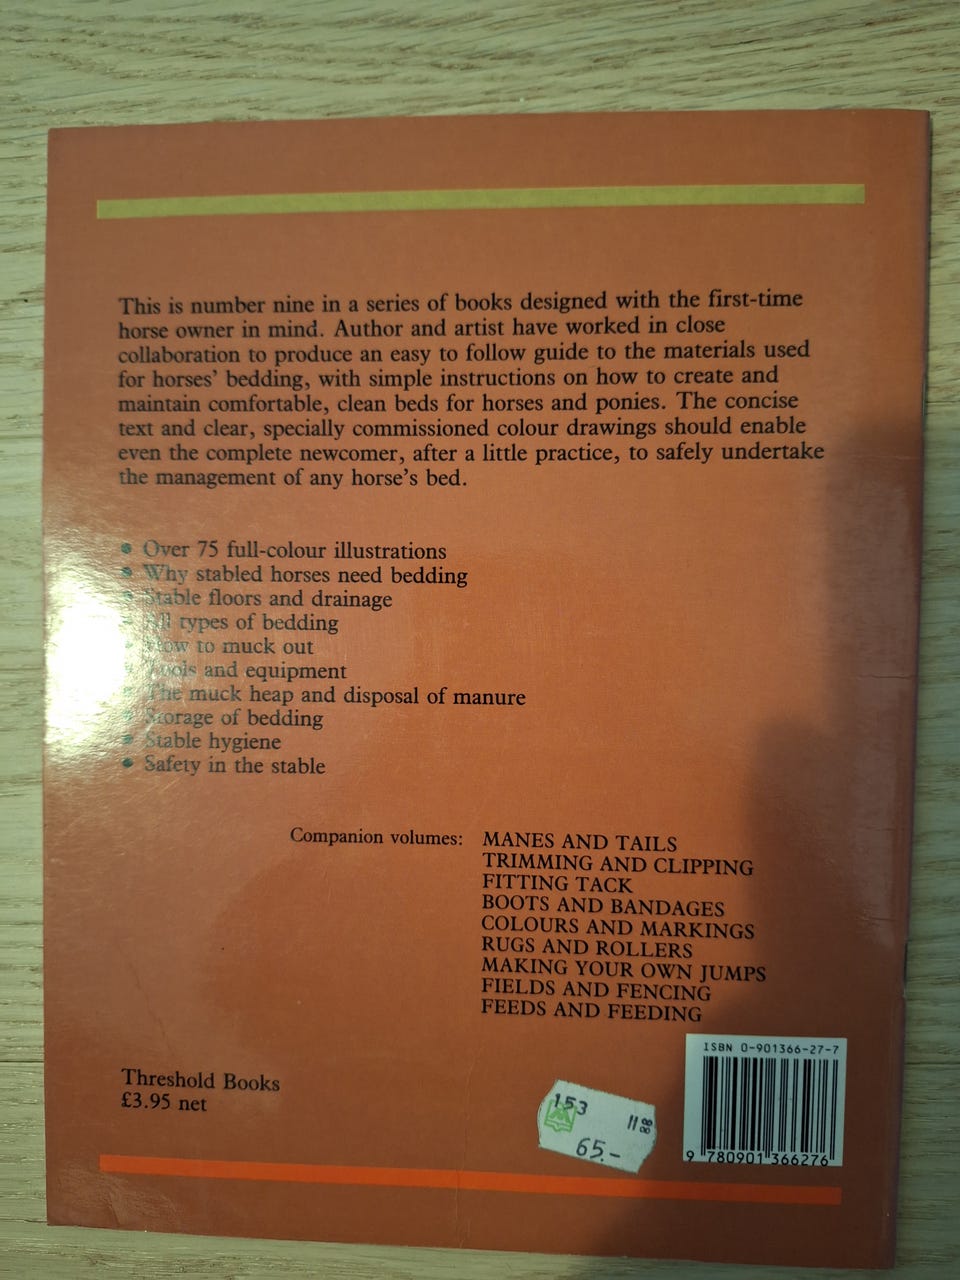 This is number nine in a series of books designed with the first-time
horse owner in mind. Author and artist have worked in close
collaboration to produce an easy to follow guide to the materials used
for horses' bedding, with simple instructions on how to create and
maintain comfortable, clean beds for horses and ponies. The concise
text and clear, specially commissioned colour drawings should enable
even the complete newcomer, after a little practice, to safely undertake
the management of any horse's bed.
• Over 75 full-colour illustrations
• Why stabled horses need bedding
• Stable floors and drainage
• All types of bedding
• How to muck out
• Tools and equipment
• The muck heap and disposal of manure
• Storage of bedding
• Stable hygiene
• Safety in the stable
Companion volumes: MANES AND TAILS
TRIMMING AND CLIPPING
FITTING TACK
BOOTS AND BANDAGES
COLOURS AND MARKINGS
RUGS AND ROLLERS
MAKING YOUR OWN JUMPS
FIELDS AND FENCING
FEEDS AND FEEDING
Threshold Books
£3.95 net
153 11 88
65.-
ISBN 0-901366-27-7
9 780901 366276